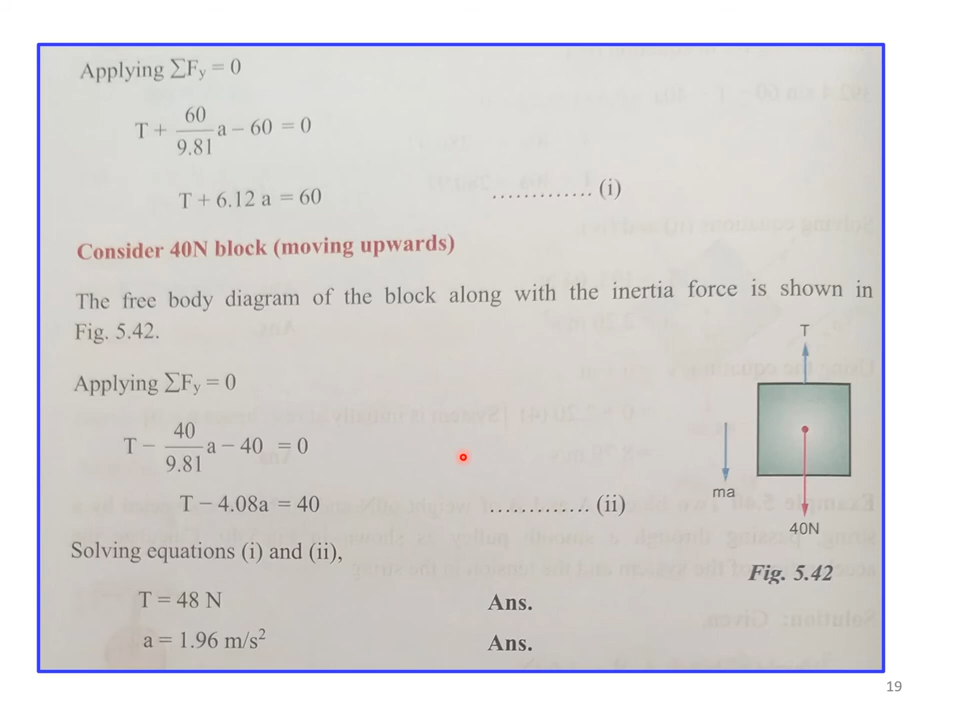 Applying ∑Fy = 0
T + 60/9.81 a – 60 = 0
T + 6.12 a = 60 ............. (i)
Consider 40N block (moving upwards)
The free body diagram of the block along with the inertia force is shown in
Fig. 5.42.
Applying ∑Fy = 0
T – 40/9.81 a – 40 = 0
T – 4.08a = 40 ............. (ii)
Solving equations (i) and (ii),
T = 48 N Ans.
a = 1.96 m/s² Ans.
T
ma
40N
Fig. 5.42
19